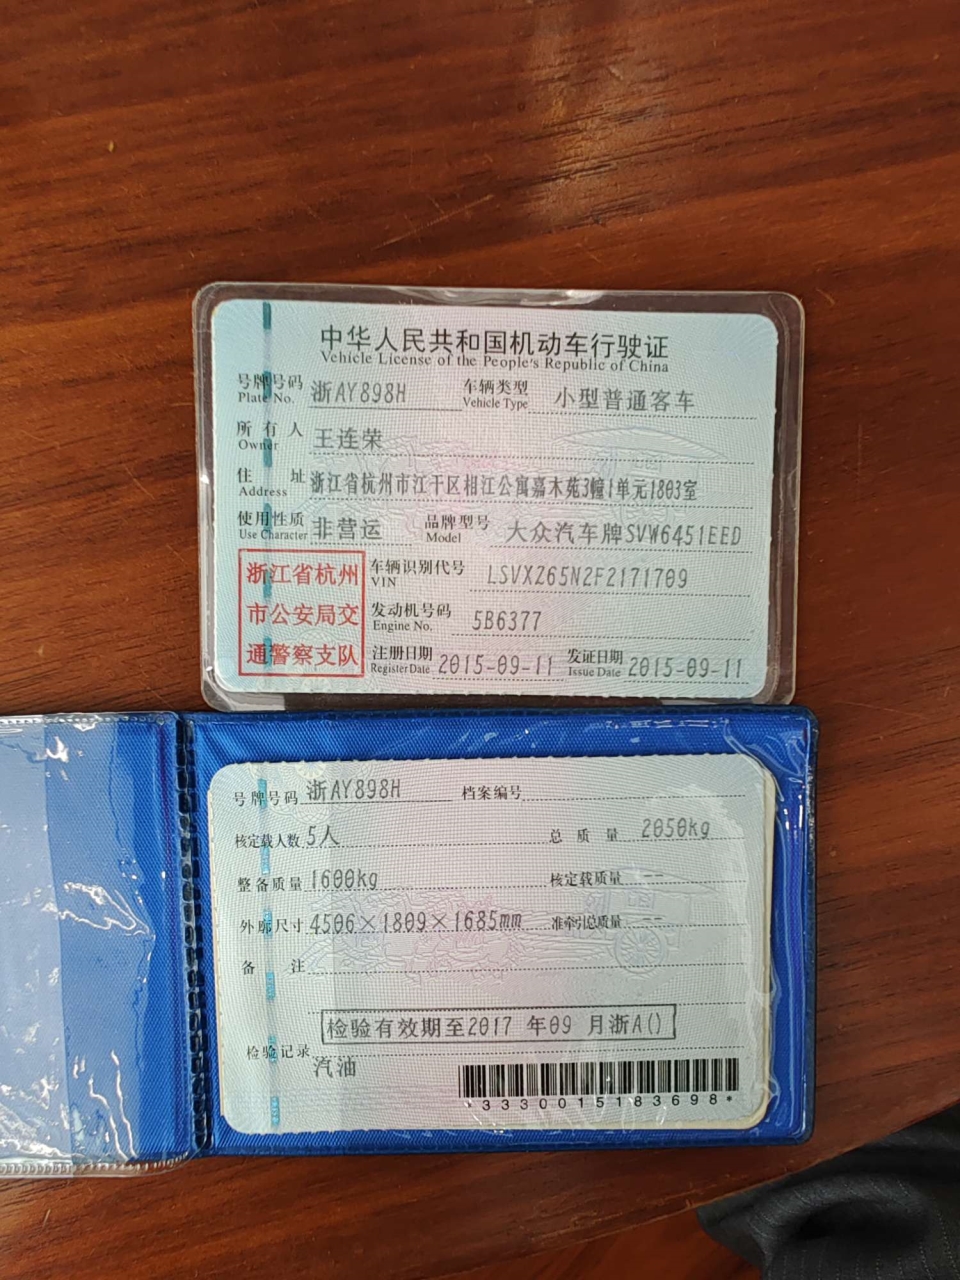 中华人民共和国机动车行驶证
Vehicle License of the People's Republic of China
号牌号码 浙AY898H 车辆类型 小型普通客车
Plate No. Vehicle Type
所有人 王连荣
Owner
住址 浙江省杭州市江干区相江公寓嘉木苑3幢1单元1803室
Address
使用性质 非营运 品牌型号 大众汽车牌SVW6451EED
Use Character Model
浙江省杭州
市公安局交
通警察支队
车辆识别代号 LSVXZ65N2F2171709
VIN
发动机号码 5B6377
Engine No.
注册日期 2015-09-11 发证日期 2015-09-11
Register Date Issue Date
号牌号码 浙AY898H 档案编号
核定载人数 5人 总质量 2050kg
整备质量 1600kg 核定载质量 --
外廓尺寸 4506×1809×1685mm 准牵引总质量 --
备注
检验有效期至2017 年09 月浙A()
检验记录
汽油
*3330015183698*